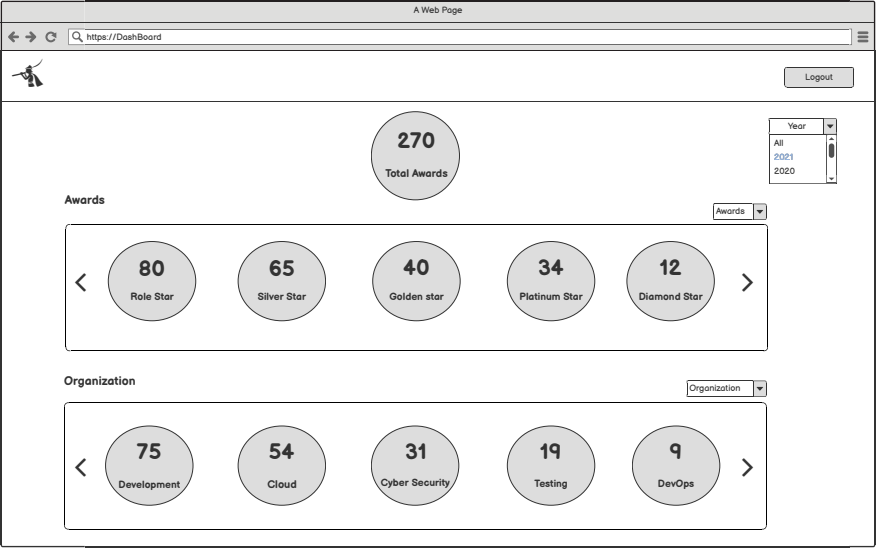 A Web Page
https://DashBoard
Logout
270
Total Awards
Year
All
2021
2020
Awards
Awards
80
Role Star
65
Silver Star
40
Golden star
34
Platinum Star
12
Diamond Star
Organization
Organization
75
Development
54
Cloud
31
Cyber Security
19
Testing
9
DevOps